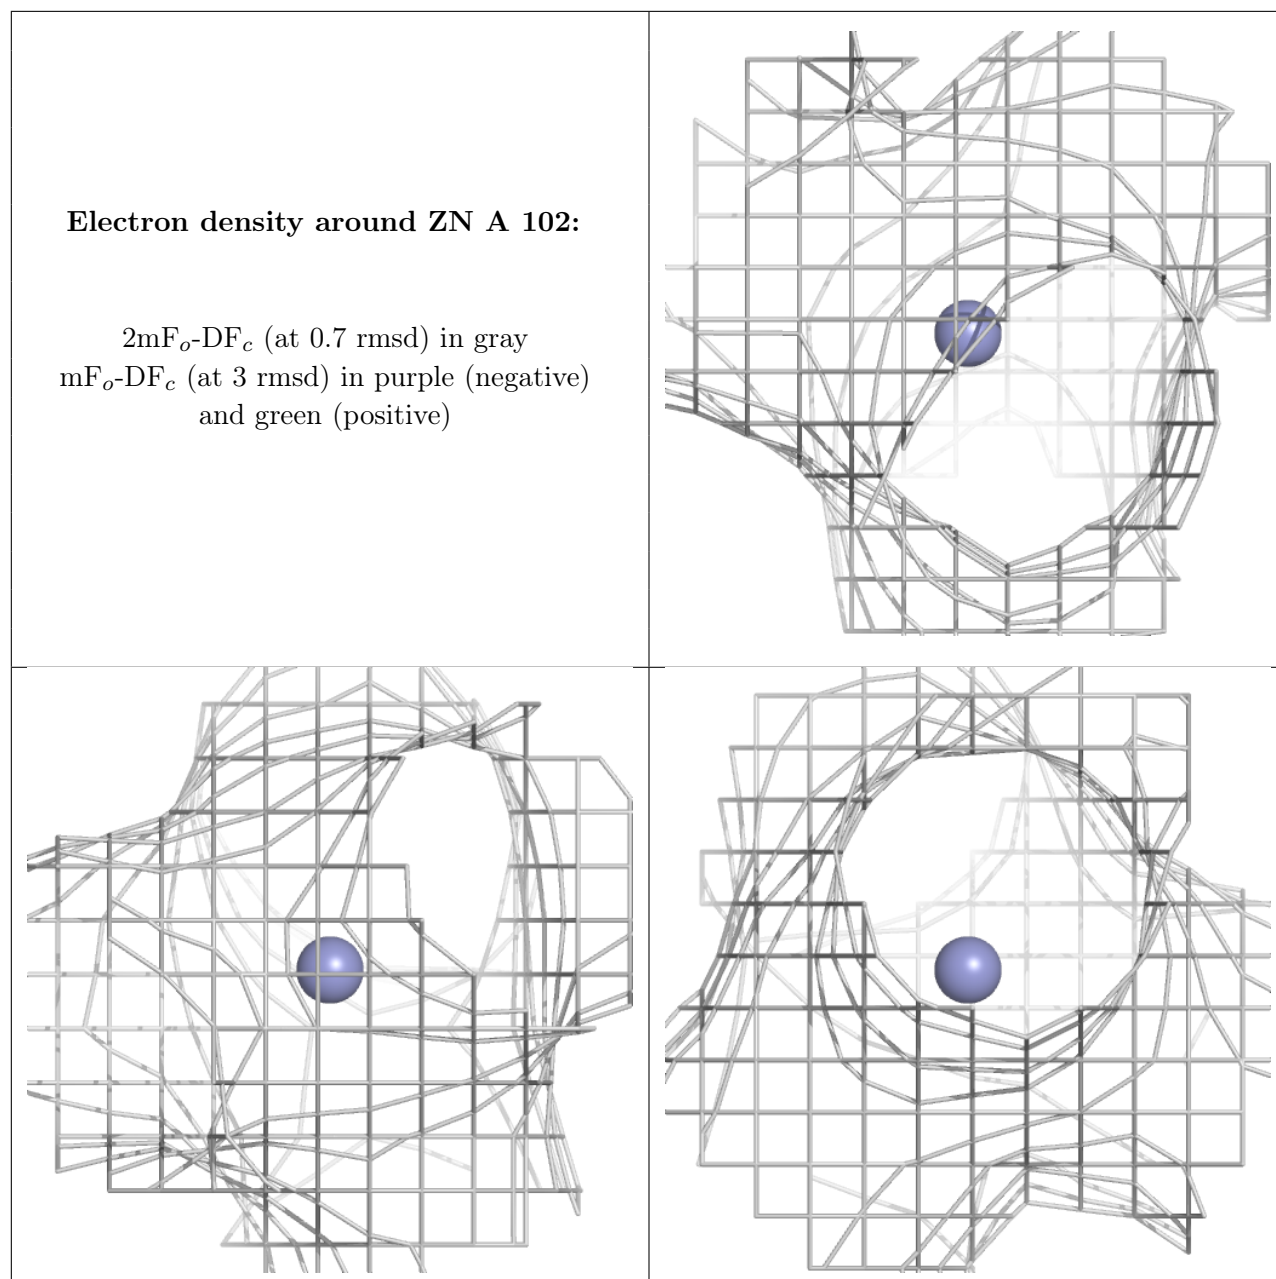 Electron density around ZN A 102:
2mFo-DFc (at 0.7 rmsd) in gray
mFo-DFc (at 3 rmsd) in purple (negative)
and green (positive)